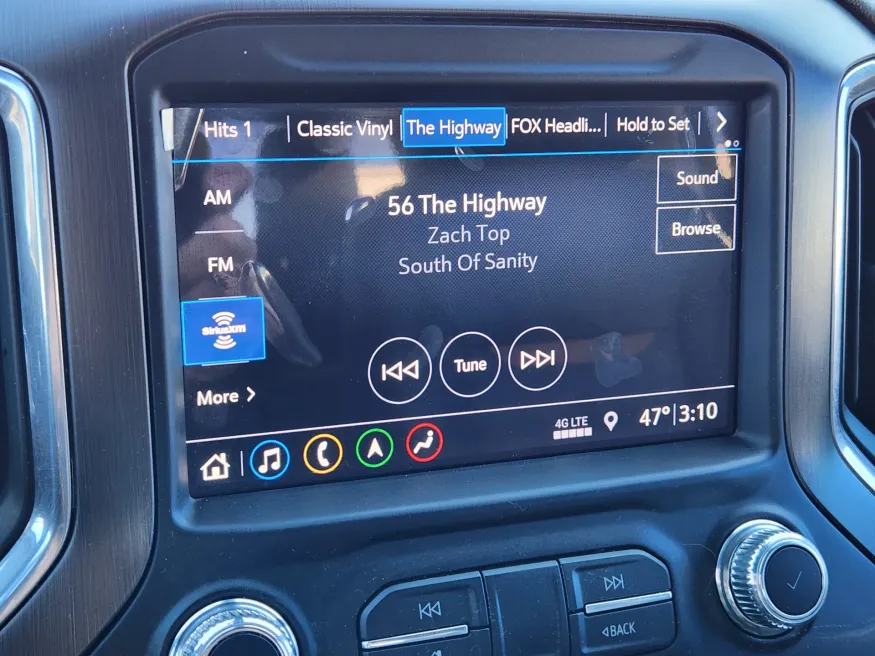 Hits 1
Classic Vinyl
The Highway
FOX Headli...
Hold to Set
Sound
AM
56 The Highway
Browse
Zach Top
FM
South Of Sanity
SiriusXM
Tune
More
4G LTE
47° 3:10
BACK